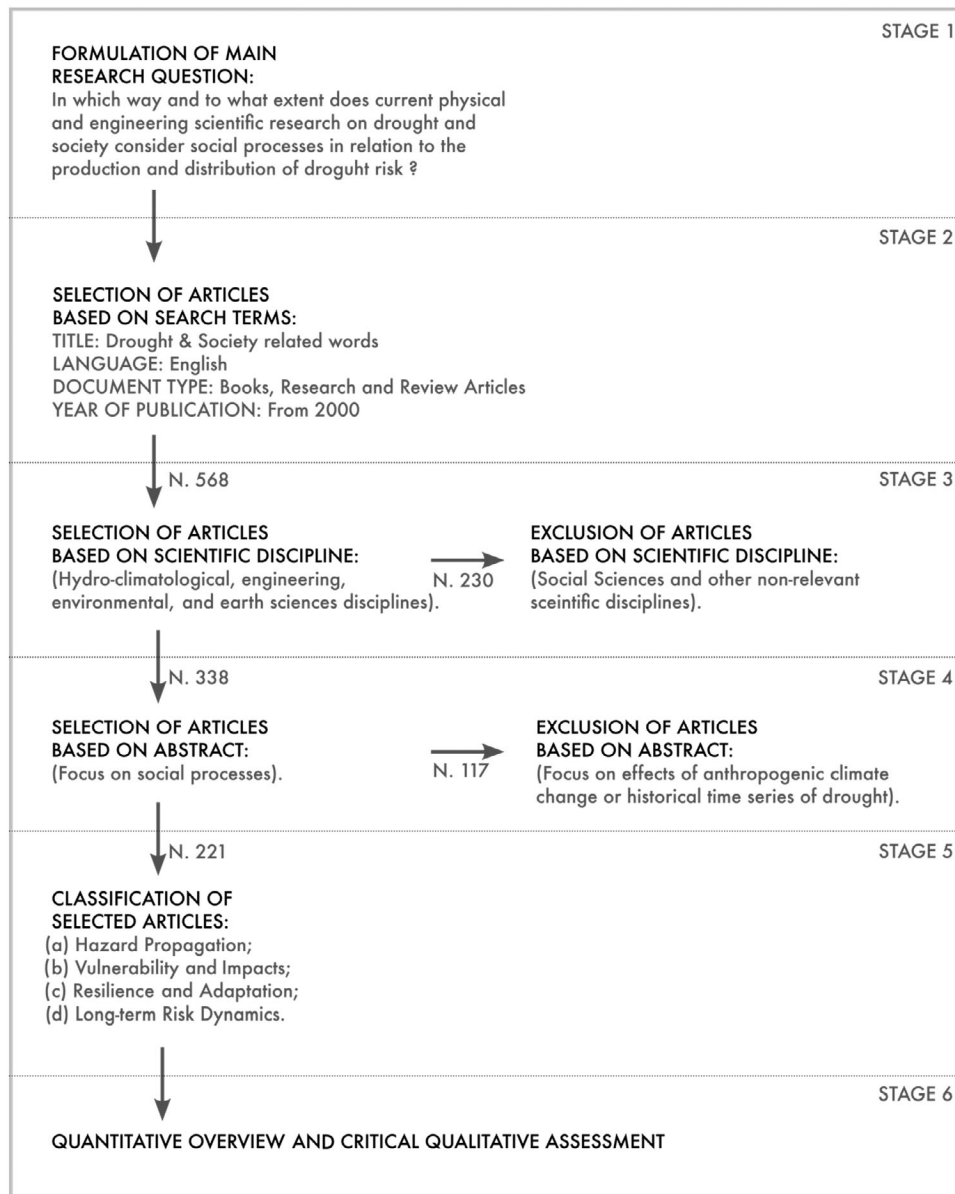 STAGE 1
FORMULATION OF MAIN
RESEARCH QUESTION:
In which way and to what extent does current physical
and engineering scientific research on drought and
society consider social processes in relation to the
production and distribution of droguht risk ?
STAGE 2
SELECTION OF ARTICLES
BASED ON SEARCH TERMS:
TITLE: Drought & Society related words
LANGUAGE: English
DOCUMENT TYPE: Books, Research and Review Articles
YEAR OF PUBLICATION: From 2000
N. 568
STAGE 3
SELECTION OF ARTICLES
BASED ON SCIENTIFIC DISCIPLINE:
(Hydro-climatological, engineering,
environmental, and earth sciences disciplines).
N. 230
EXCLUSION OF ARTICLES
BASED ON SCIENTIFIC DISCIPLINE:
(Social Sciences and other non-relevant
sceintific disciplines).
N. 338
STAGE 4
SELECTION OF ARTICLES
BASED ON ABSTRACT:
(Focus on social processes).
N. 117
EXCLUSION OF ARTICLES
BASED ON ABSTRACT:
(Focus on effects of anthropogenic climate
change or historical time series of drought).
N. 221
STAGE 5
CLASSIFICATION OF
SELECTED ARTICLES:
(a) Hazard Propagation;
(b) Vulnerability and Impacts;
(c) Resilience and Adaptation;
(d) Long-term Risk Dynamics.
STAGE 6
QUANTITATIVE OVERVIEW AND CRITICAL QUALITATIVE ASSESSMENT